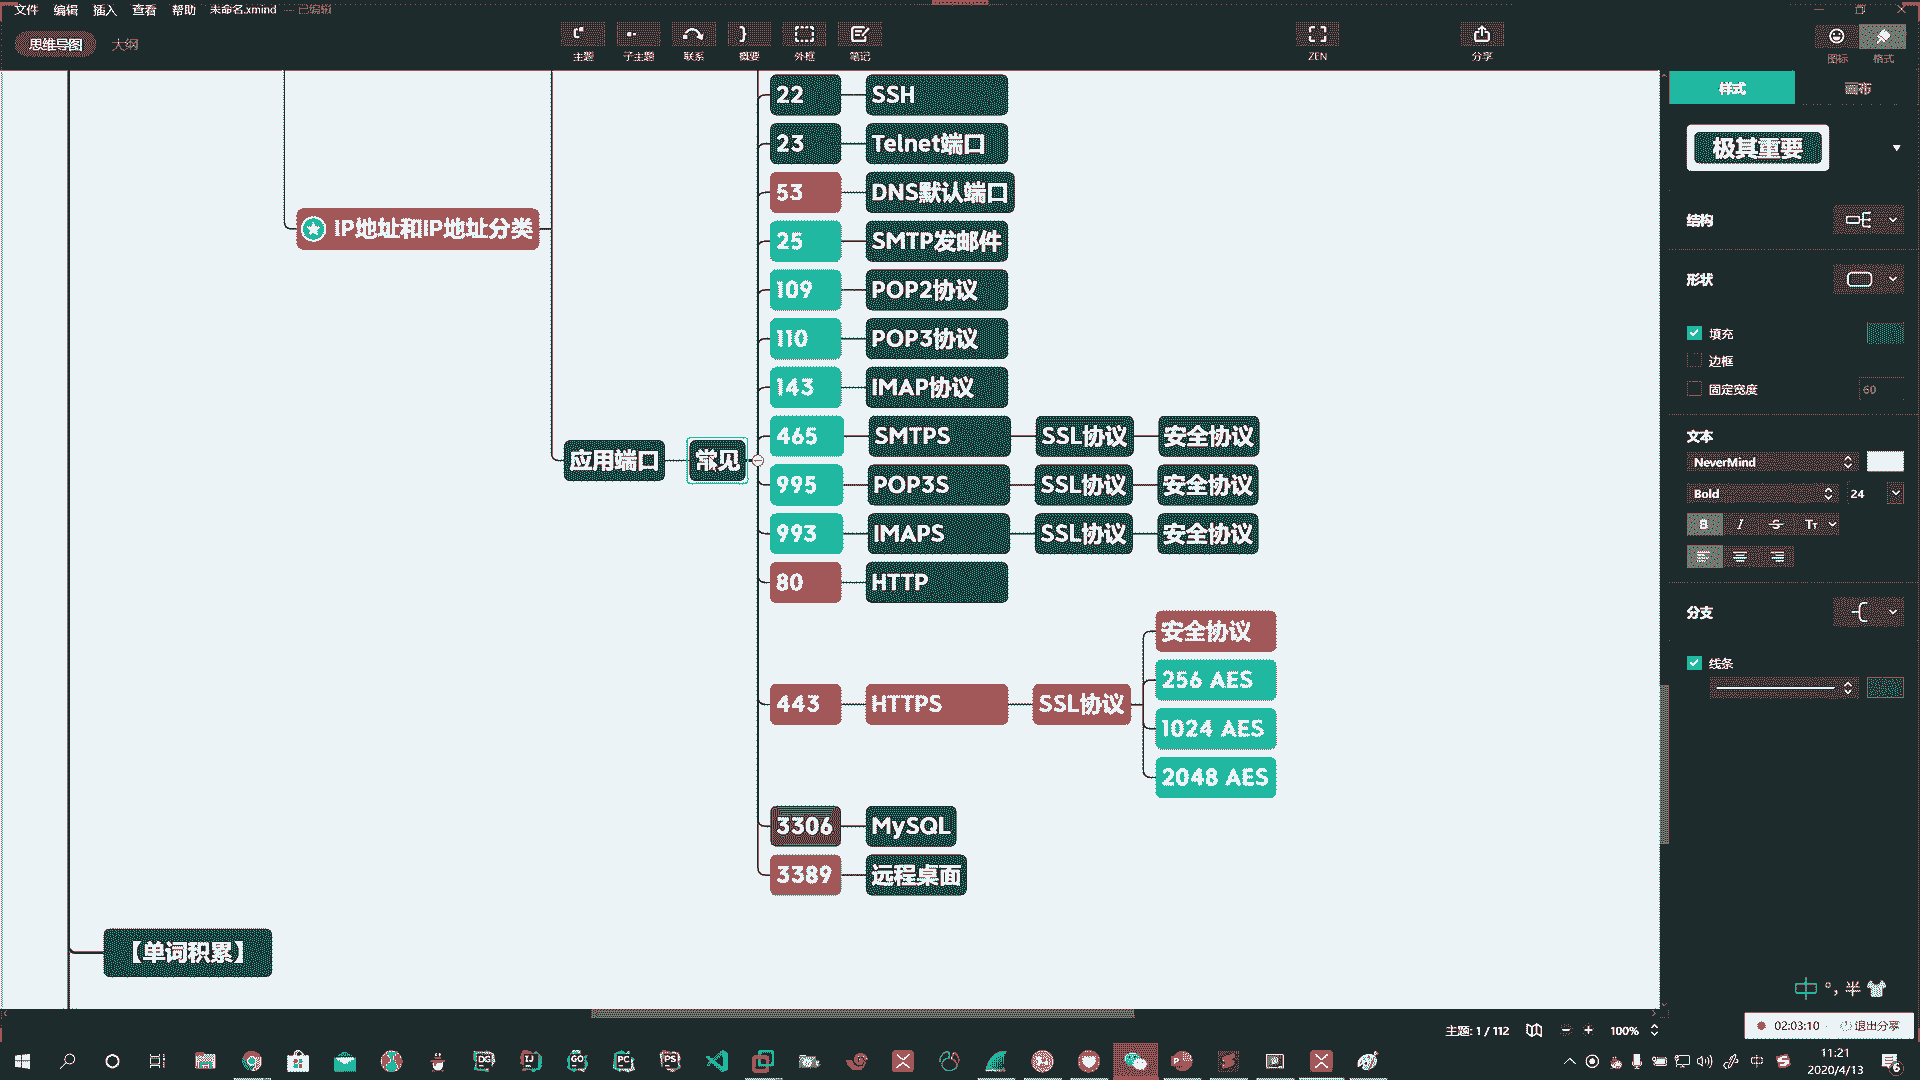 文件 编辑 插入 查看 帮助 未命名.xmind — 已编辑
思维导图 大纲
主题 子主题 联系 概要 外框 笔记 ZEN 分享 图标 格式
样式 画布
极其重要
结构
形状
填充
边框
固定宽度 60
文本
NeverMind
Bold 24
B I S Tт
分支
线条
22 SSH
23 Telnet端口
53 DNS默认端口
IP地址和IP地址分类
25 SMTP发邮件
109 POP2协议
110 POP3协议
143 IMAP协议
465 SMTPS SSL协议 安全协议
应用端口 常见
995 POP3S SSL协议 安全协议
993 IMAPS SSL协议 安全协议
80 HTTP
安全协议
256 AES
443 HTTPS SSL协议
1024 AES
2048 AES
3306 MySQL
3389 远程桌面
【单词积累】
中 °, 半
主题: 1 / 112 100%
02:03:10 退出分享
DG IJ GO PC PS
中
11:21
2020/4/13
6